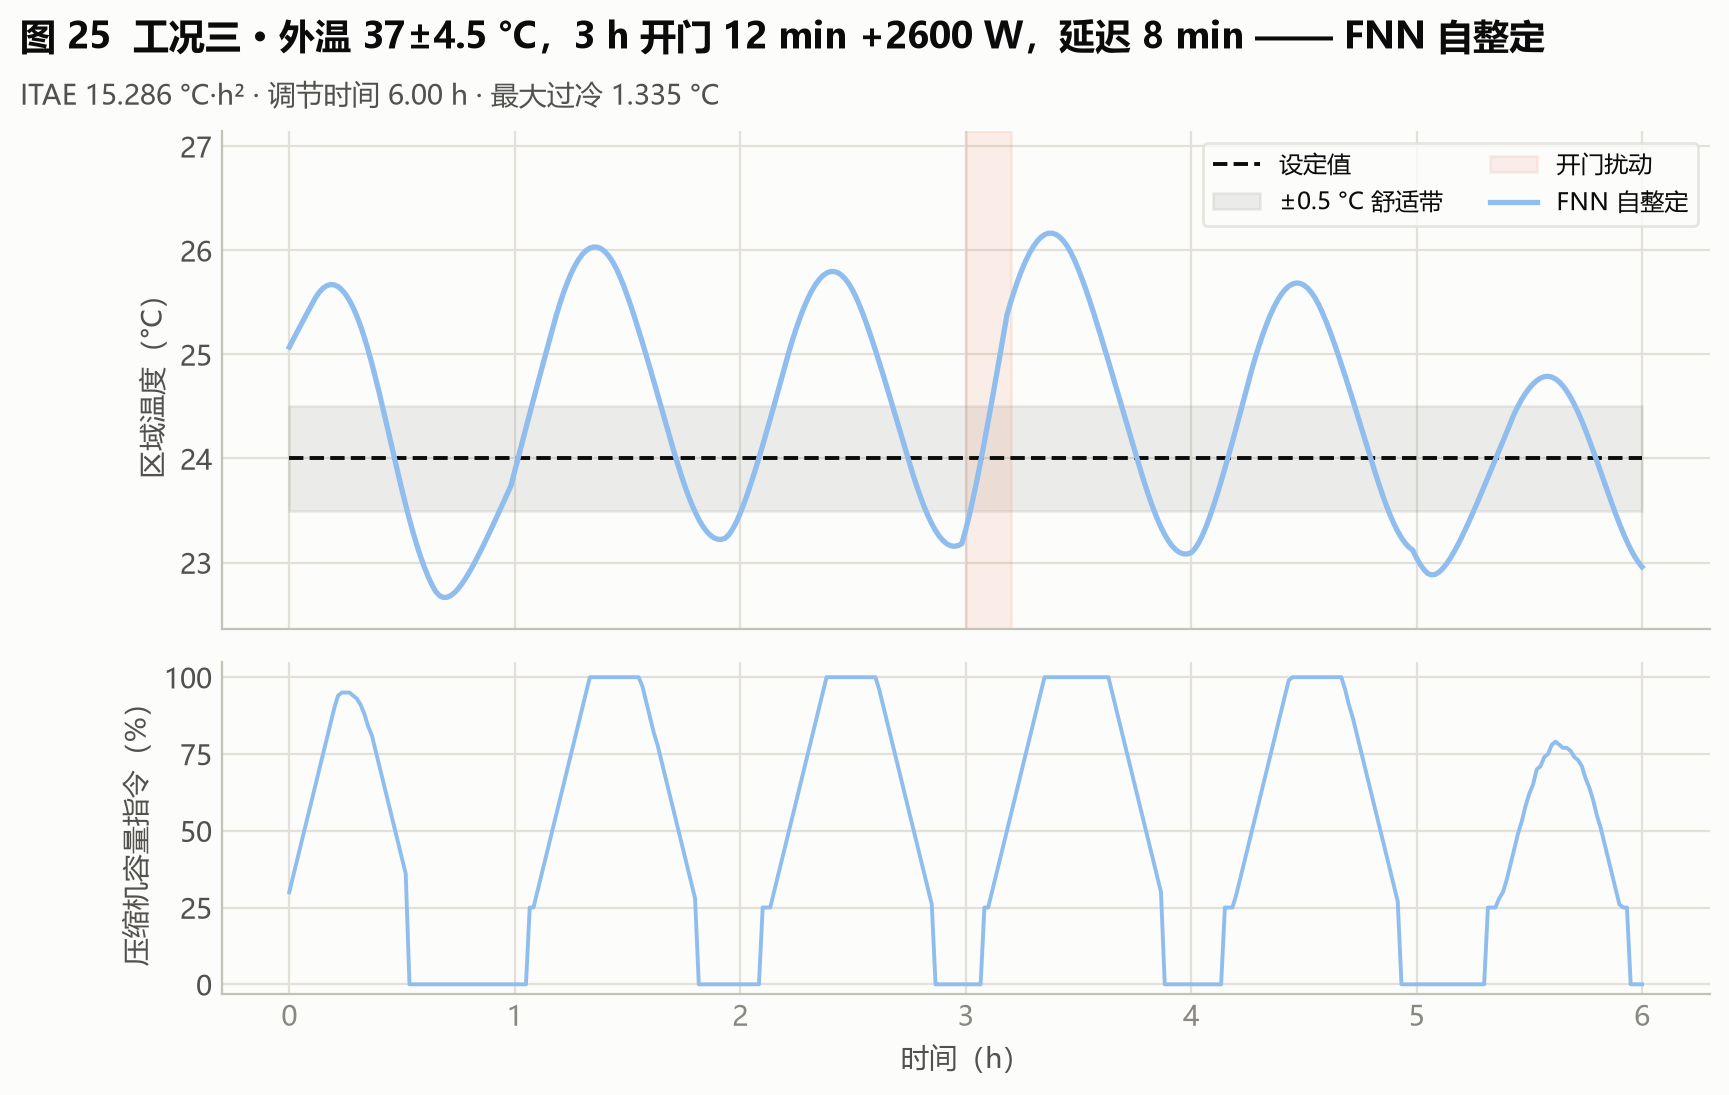 图 25  工况三 • 外温 37±4.5 °C，3 h 开门 12 min +2600 W，延迟 8 min —— FNN 自整定
ITAE 15.286 °C·h² · 调节时间 6.00 h · 最大过冷 1.335 °C
27
26
25
24
23
区域温度（°C）
设定值
±0.5 °C 舒适带
开门扰动
FNN 自整定
100
75
50
25
0
压缩机容量指令（%）
0 1 2 3 4 5 6
时间（h）